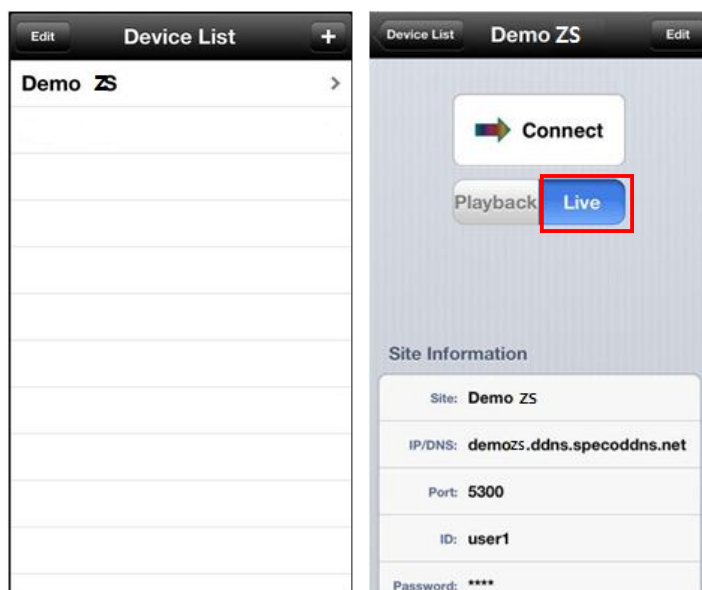 Edit Device List +
Demo ZS
Device List Demo ZS Edit
Connect
Playback Live
Site Information
Site: Demo ZS
IP/DNS: demozs.ddns.specoddns.net
Port: 5300
ID: user1
Password: ****